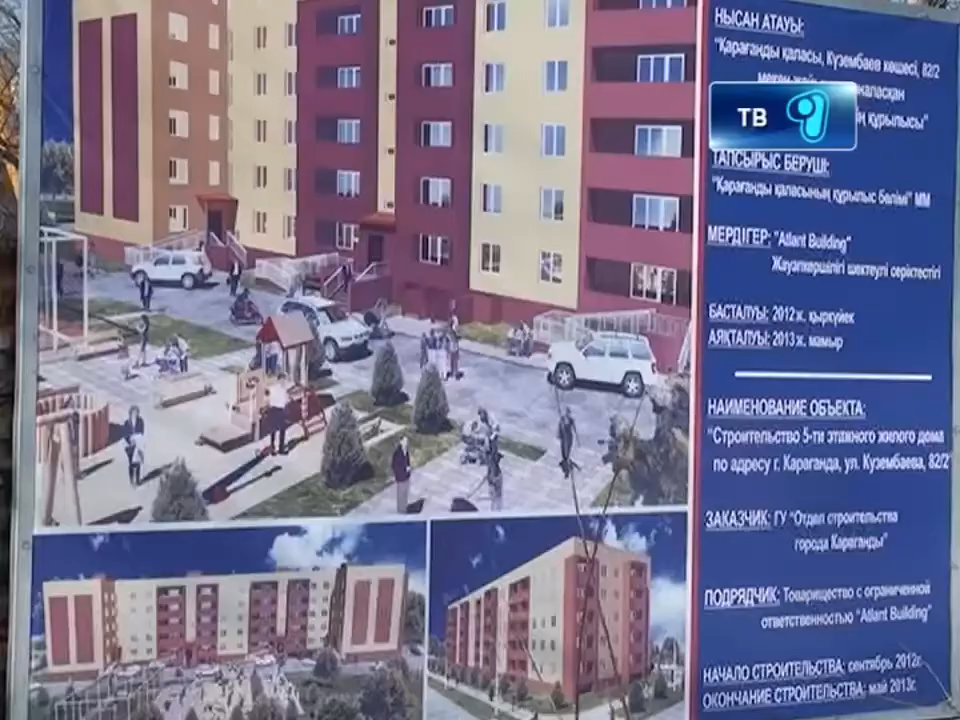 НЫСАН АТАУЫ:
"Қарағанды қаласы, Күзембаев көшесі, 82/2
мекен-жай наласқан
ТВ
құрылысы"
ТАПСЫРЫС БЕРУШІ:
"Қарағанды қаласының құрылыс бөлімі" ММ
МЕРДІГЕР: "Atlant Building"
Жауапкершілігі шектеулі серіктестігі
БАСТАЛУЫ: 2012 ж. қыркүйек
АЯҚТАЛУЫ: 2013 ж. мамыр
НАИМЕНОВАНИЕ ОБЪЕКТА:
"Строительство 5-ти этажного жилого дома
по адресу г. Караганда, ул. Кузембаева, 82/2"
ЗАКАЗЧИК: ГУ "Отдел строительства
города Караганды"
ПОДРЯДЧИК: Товарищество с ограниченной
ответственностью "Atlant Building"
НАЧАЛО СТРОИТЕЛЬСТВА: сентябрь 2012г.
ОКОНЧАНИЕ СТРОИТЕЛЬСТВА: май 2013г.